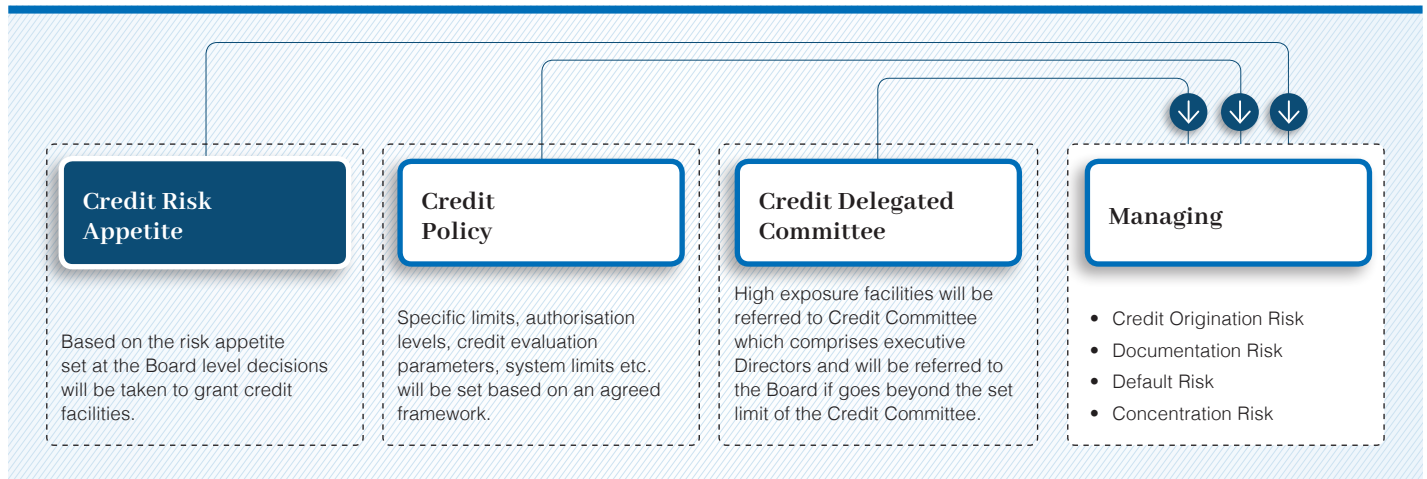 Credit Risk
Appetite
Based on the risk appetite
set at the Board level decisions
will be taken to grant credit
facilities.
Credit
Policy
Specific limits, authorisation
levels, credit evaluation
parameters, system limits etc.
will be set based on an agreed
framework.
Credit Delegated
Committee
High exposure facilities will be
referred to Credit Committee
which comprises executive
Directors and will be referred to
the Board if goes beyond the set
limit of the Credit Committee.
Managing
• Credit Origination Risk
• Documentation Risk
• Default Risk
• Concentration Risk